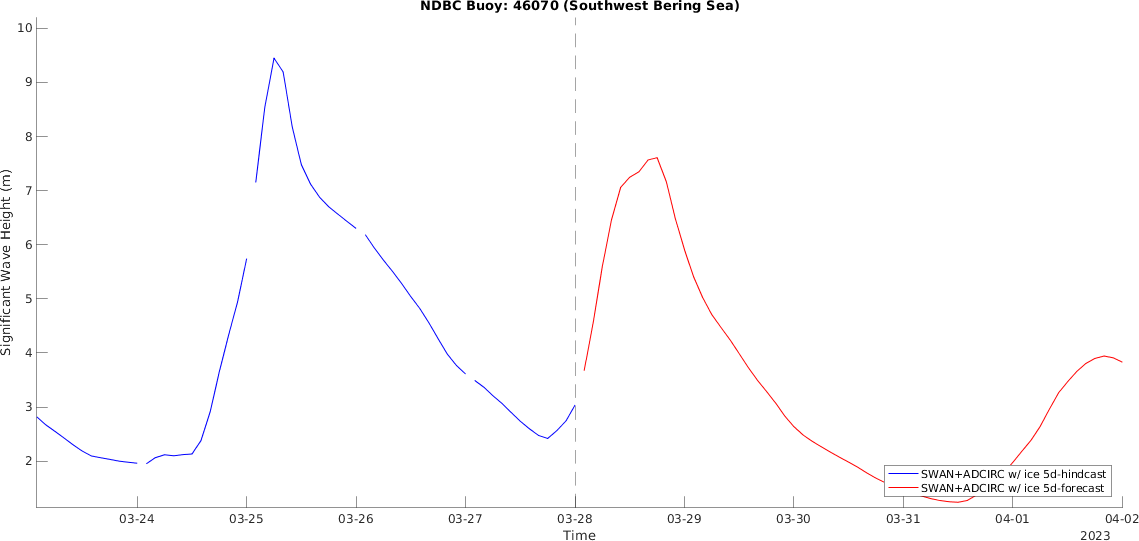 NDBC Buoy: 46070 (Southwest Bering Sea)
10
9
8
7
6
5
4
3
2
Significant Wave Height (m)
SWAN+ADCIRC w/ ice 5d-hindcast
SWAN+ADCIRC w/ ice 5d-forecast
03-24 03-25 03-26 03-27 03-28 03-29 03-30 03-31 04-01 04-02
Time
2023